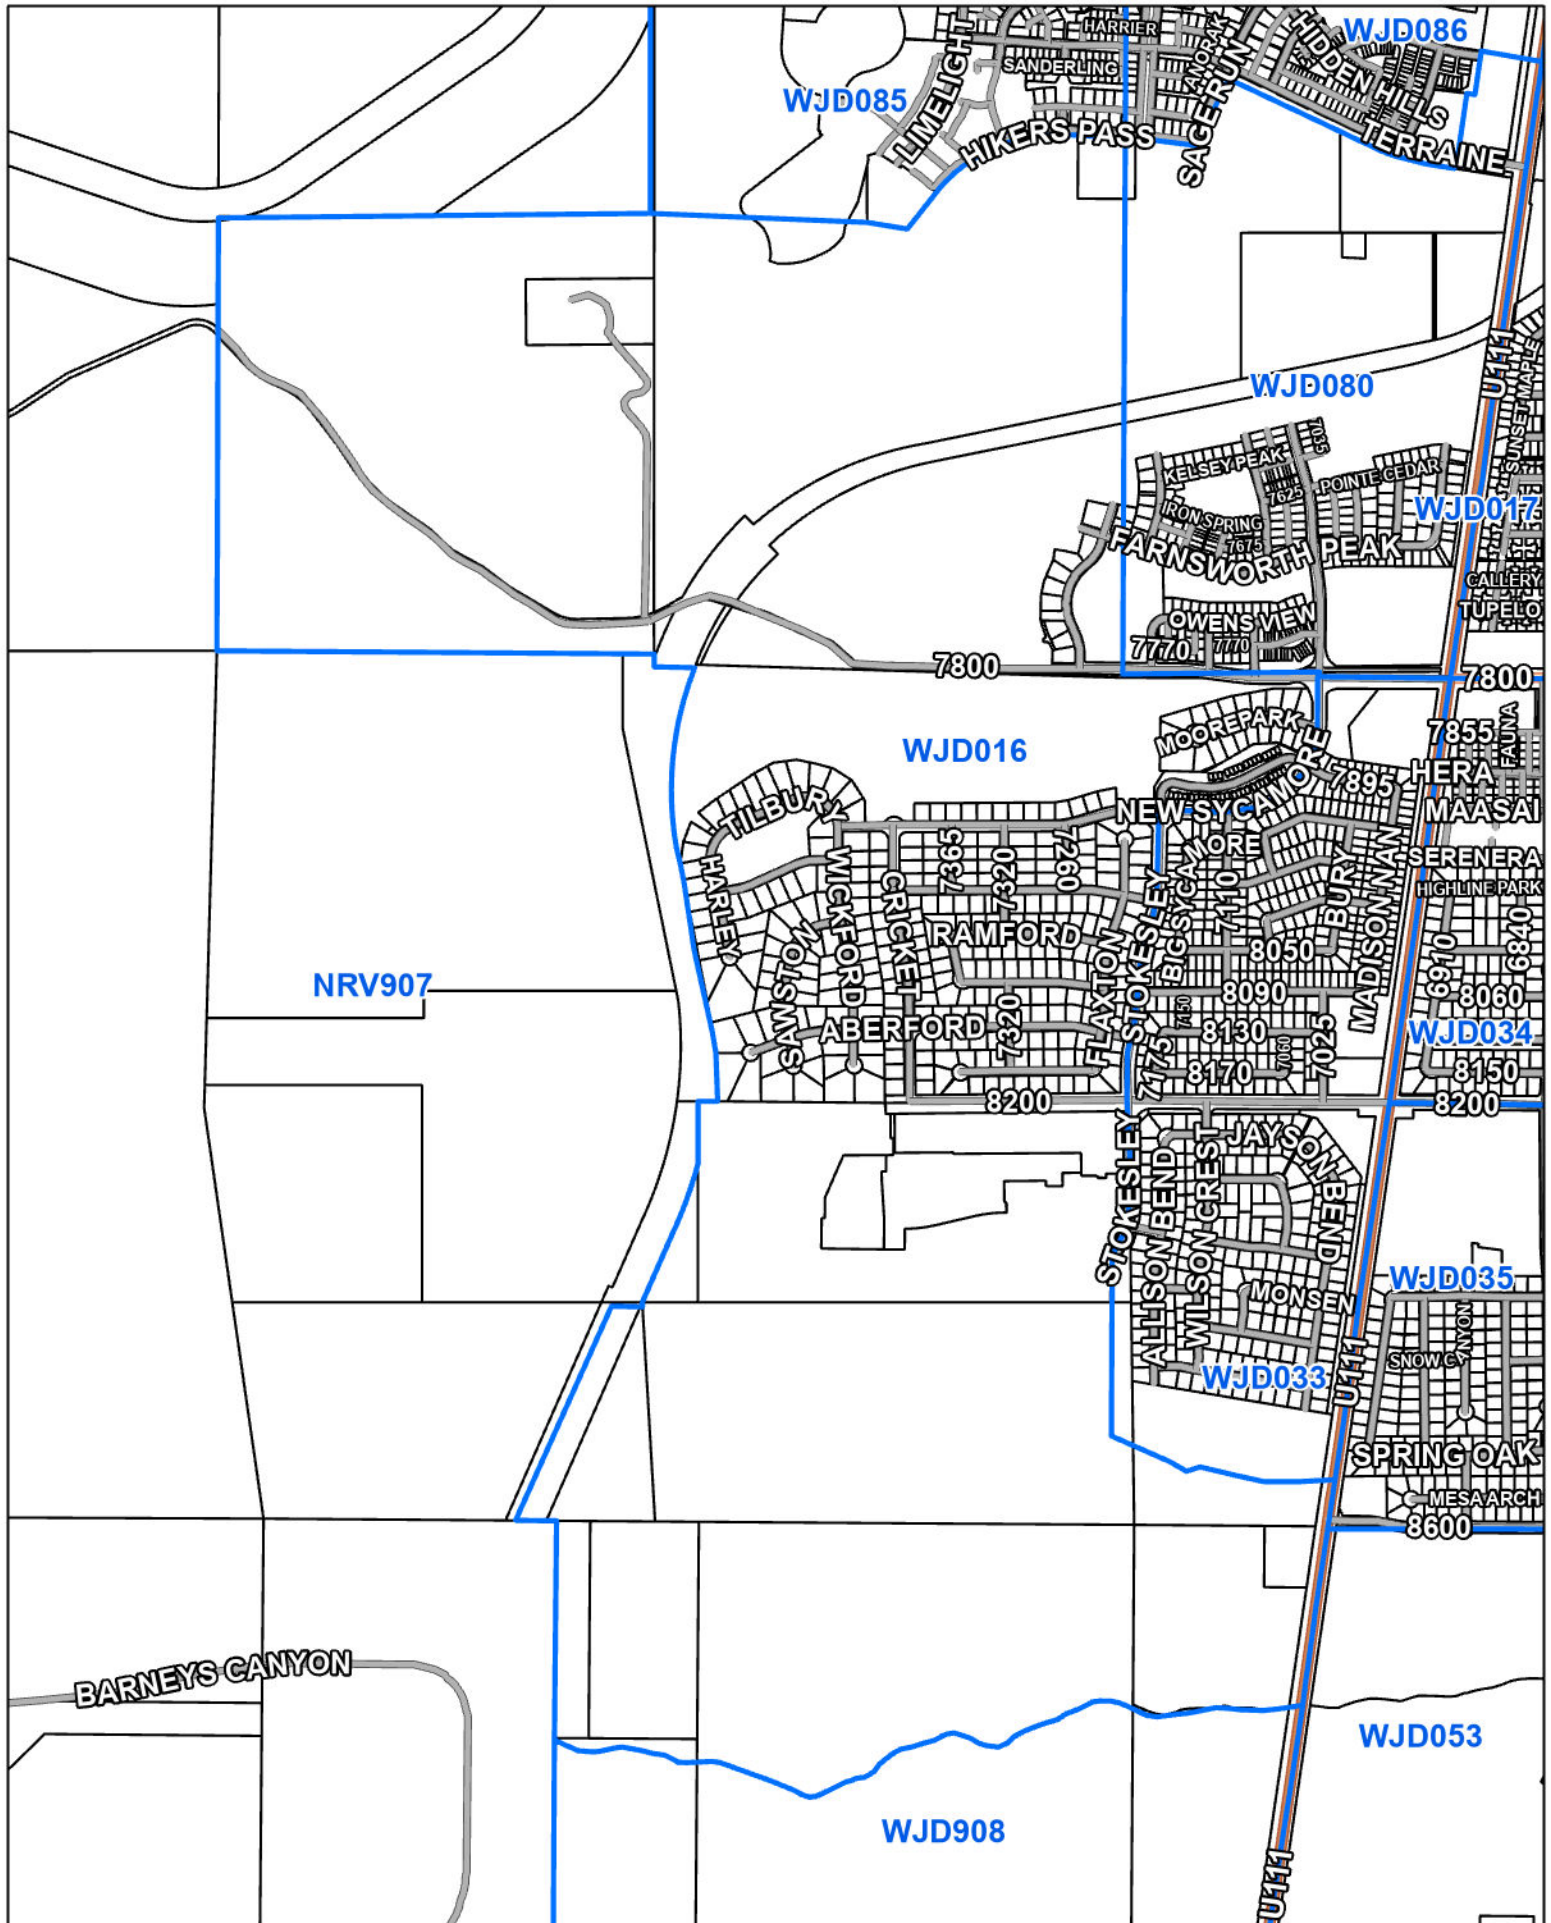 WJD086
HARRIER
LIMELIGHT
SANDERLING
ANORAK
SAGE RUN
HIDDEN HILLS
WJD085
HIKERS PASS
TERRAINE
U111
SUNSET MAPLE
WJD080
7035
KELSEY PEAK
POINTE CEDAR
7625
WJD017
IRON SPRING
7675
FARNSWORTH PEAK
CALLERY
TUPELO
OWENS VIEW
7770
7770
7800
7800
MOOREPARK
7855
FAUNA
WJD016
HERA
7895
TILBURY
NEW SYCAMORE
MAASAI
HARLEY
WICKFORD
CRICKET
7365
7320
7260
BIG SYCAMORE
7110
BURY
MADISON NAN
SERENERA
HIGHLINE PARK
STOKESLEY
RAMFORD
SAWSTON
FLAXTON
8050
6910
6840
NRV907
8090
8060
7150
ABERFORD
7320
8130
7060
7025
WJD034
7175
8170
8150
8200
8200
STOKESLEY
ALLISON BEND
WILSON CREST
JAYSON BEND
WJD035
MONSEN
U111
WJD033
SPRING OAK
MESA ARCH
8600
BARNEYS CANYON
WJD053
WJD908
U111